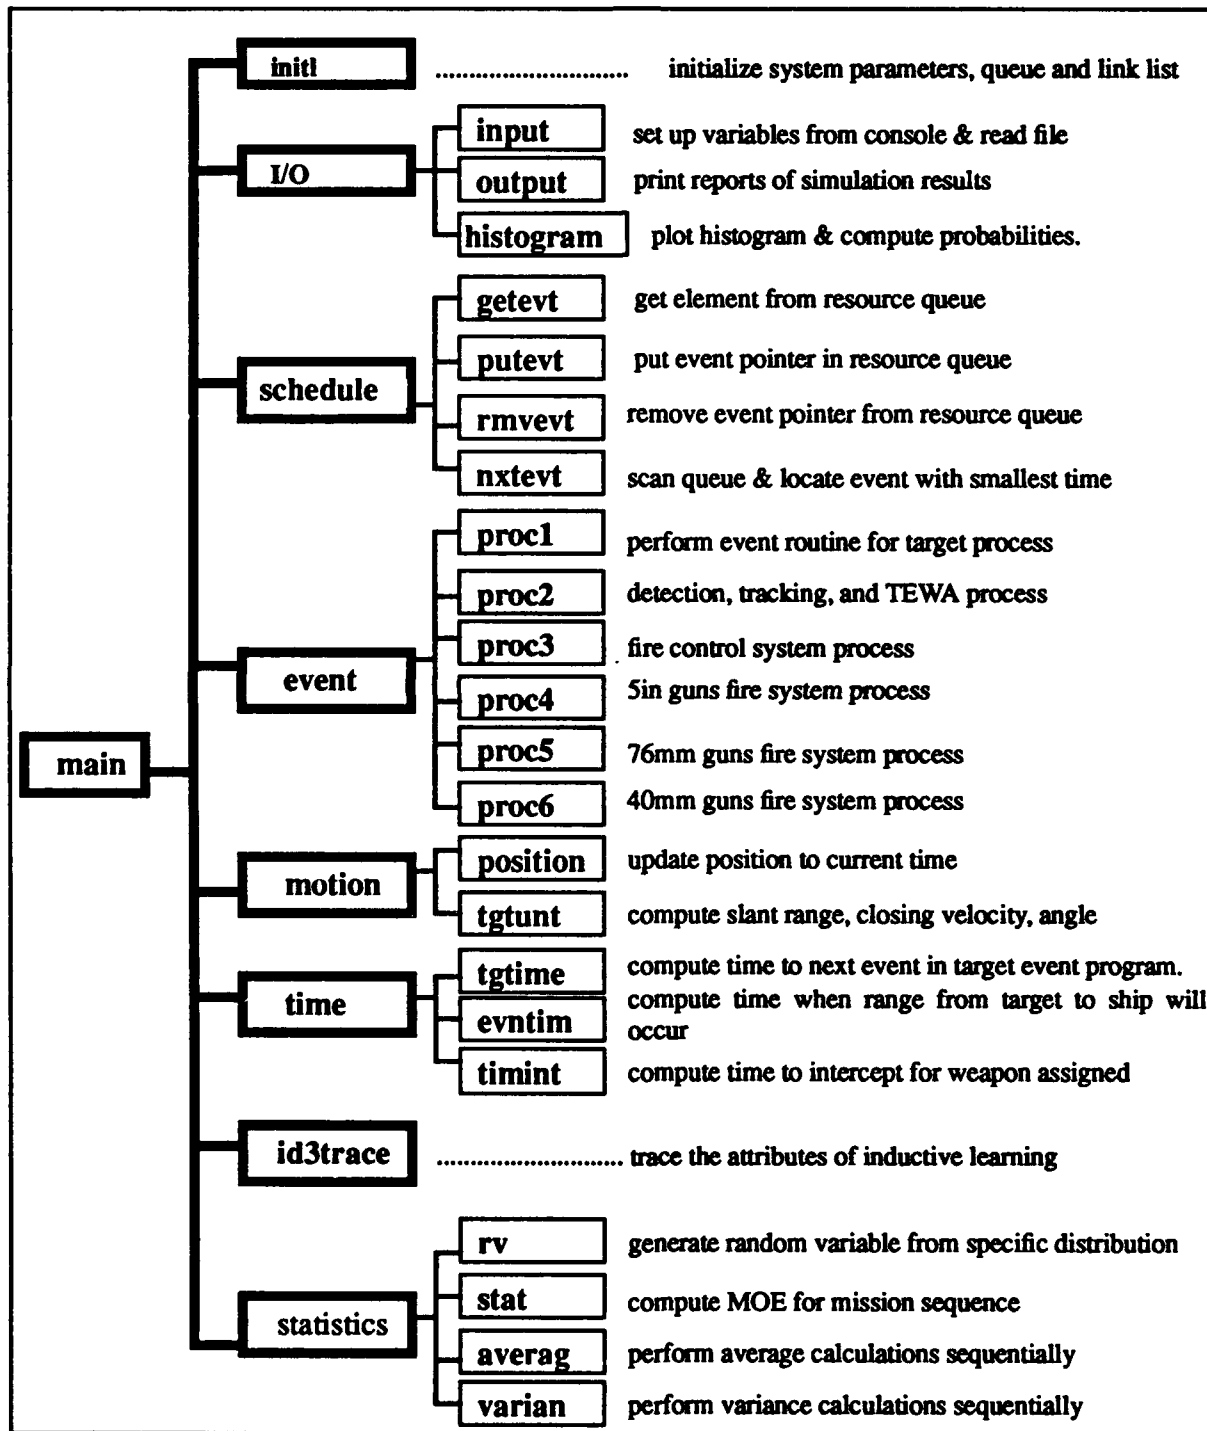 initl ............................ initialize system parameters, queue and link list
input set up variables from console & read file
I/O
output print reports of simulation results
histogram plot histogram & compute probabilities.
getevt get element from resource queue
putevt put event pointer in resource queue
schedule
rmvevt remove event pointer from resource queue
nxtevt scan queue & locate event with smallest time
proc1 perform event routine for target process
proc2 detection, tracking, and TEWA process
proc3 fire control system process
event
proc4 5in guns fire system process
main
proc5 76mm guns fire system process
proc6 40mm guns fire system process
position update position to current time
motion
tgtunt compute slant range, closing velocity, angle
tgtime compute time to next event in target event program.
time
evntim compute time when range from target to ship will
occur
timint compute time to intercept for weapon assigned
id3trace ........................... trace the attributes of inductive learning
rv generate random variable from specific distribution
stat compute MOE for mission sequence
statistics
averag perform average calculations sequentially
varian perform variance calculations sequentially